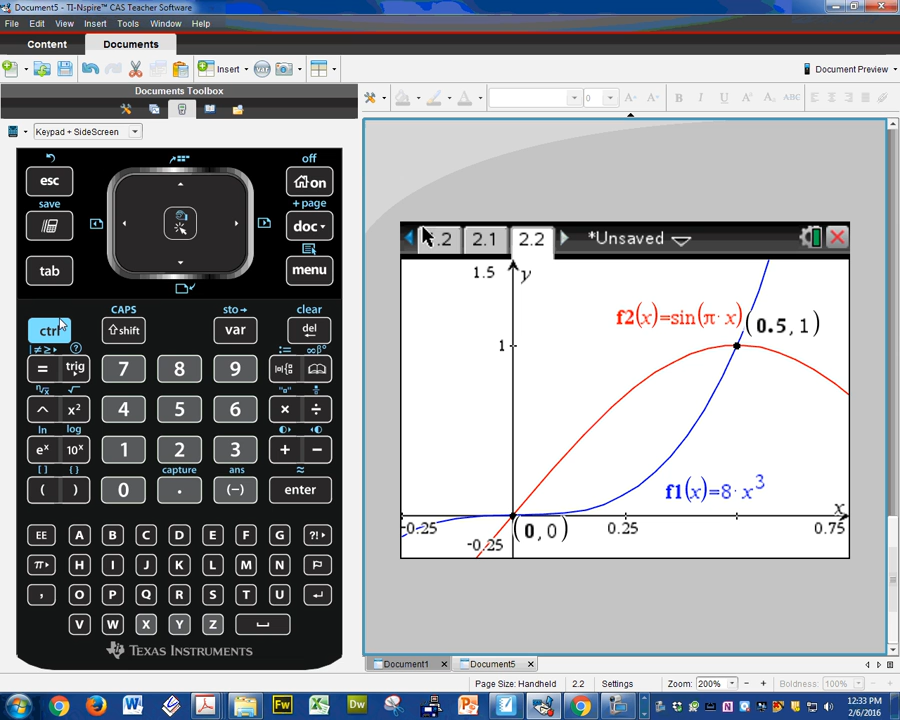 Document5 - TI-Nspire™ CAS Teacher Software
File Edit View Insert Tools Window Help
Content Documents
Insert Document Preview
Documents Toolbox
Keypad + SideScreen
0
B I U
esc save tab
off on + page doc menu
CAPS sto→ clear
ctrl shift var del
= trig 7 8 9
^ x² 4 5 6 × ÷
ln log
eˣ 10ˣ 1 2 3 + −
[ ] { } capture ans ≈
( ) 0 . (−) enter
EE A B C D E F G ?!
π H I J K L M N
, O P Q R S T U
V W X Y Z
TEXAS INSTRUMENTS
.2 2.1 2.2 *Unsaved
1.5 y
f2(x)=sin(π· x) (0.5, 1)
1
f1(x)=8· x³
x
-0.25 (0, 0) 0.25 0.75
-0.25
Document1 Document5
Page Size: Handheld 2.2 Settings Zoom: 200% Boldness: 100%
12:33 PM
2/6/2016